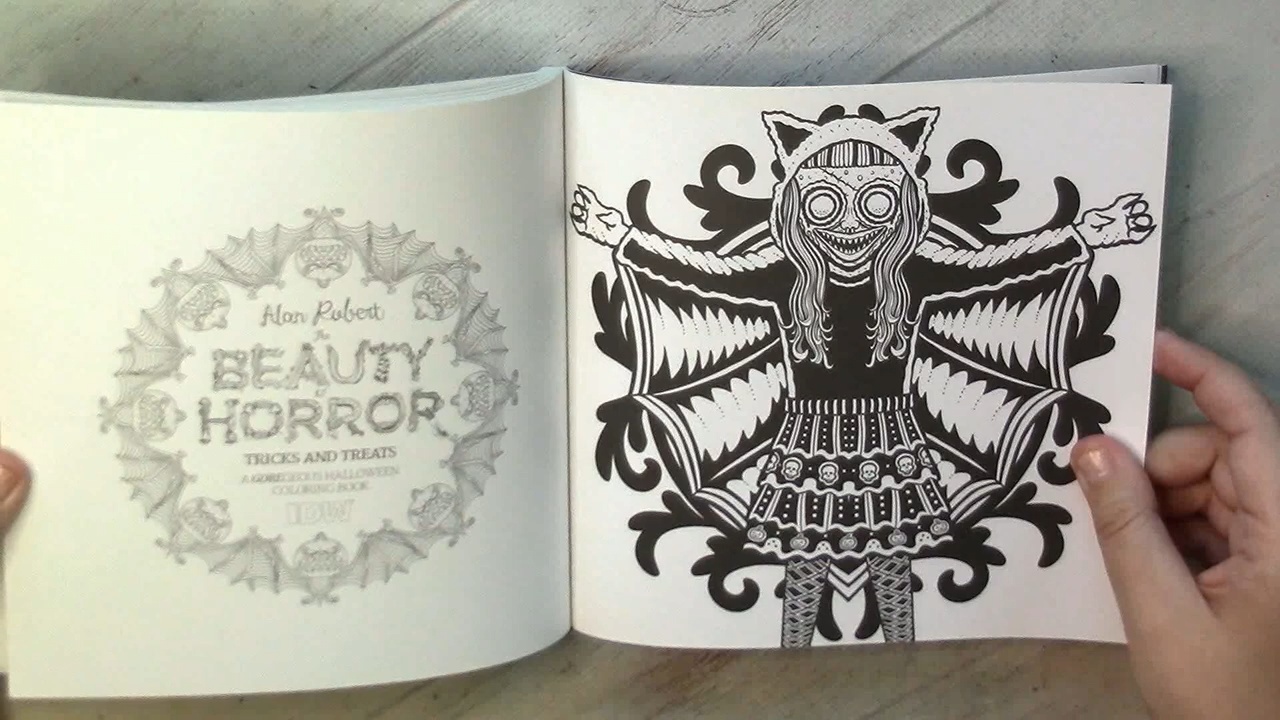 Alan Robert
The
BEAUTY
of
HORROR
TRICKS AND TREATS
A GOREGEOUS HALLOWEEN
COLORING BOOK
IDW